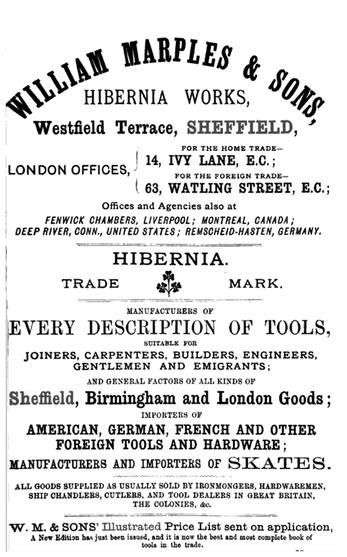 WILLIAM MARPLES & SONS,
HIBERNIA WORKS,
Westfield Terrace, SHEFFIELD,
LONDON OFFICES,
FOR THE HOME TRADE—
14, IVY LANE, E.C.;
FOR THE FOREIGN TRADE—
63, WATLING STREET, E.C.;
Offices and Agencies also at
FENWICK CHAMBERS, LIVERPOOL; MONTREAL, CANADA;
DEEP RIVER, CONN., UNITED STATES; REMSCHEID-HASTEN, GERMANY.
HIBERNIA.
TRADE MARK.
MANUFACTURERS OF
EVERY DESCRIPTION OF TOOLS,
SUITABLE FOR
JOINERS, CARPENTERS, BUILDERS, ENGINEERS,
GENTLEMEN AND EMIGRANTS;
AND GENERAL FACTORS OF ALL KINDS OF
Sheffield, Birmingham and London Goods;
IMPORTERS OF
AMERICAN, GERMAN, FRENCH AND OTHER
FOREIGN TOOLS AND HARDWARE;
MANUFACTURERS AND IMPORTERS OF SKATES.
ALL GOODS SUPPLIED AS USUALLY SOLD BY IRONMONGERS, HARDWAREMEN,
SHIP CHANDLERS, CUTLERS, AND TOOL DEALERS IN GREAT BRITAIN,
THE COLONIES, &c.
W. M. & SONS' Illustrated Price List sent on application,
A New Edition has just been issued, and it is now the best and most complete book of
tools in the trade.